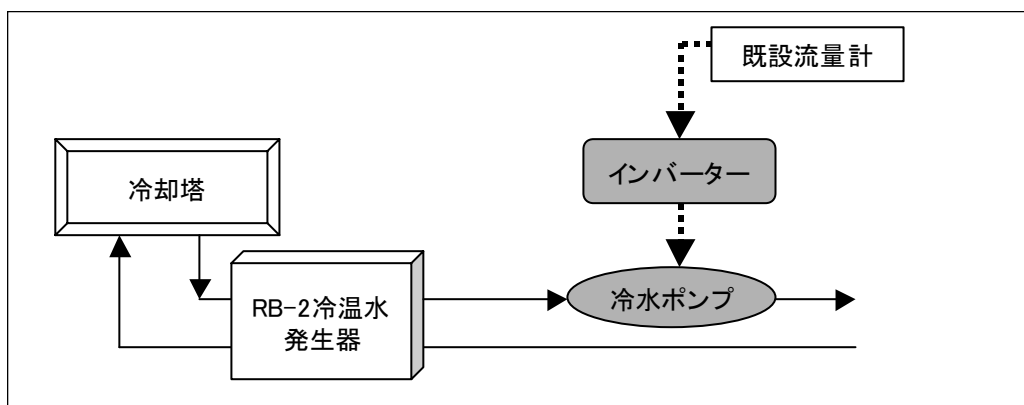 既設流量計
インバーター
冷却塔
RB-2冷温水
発生器
冷水ポンプ